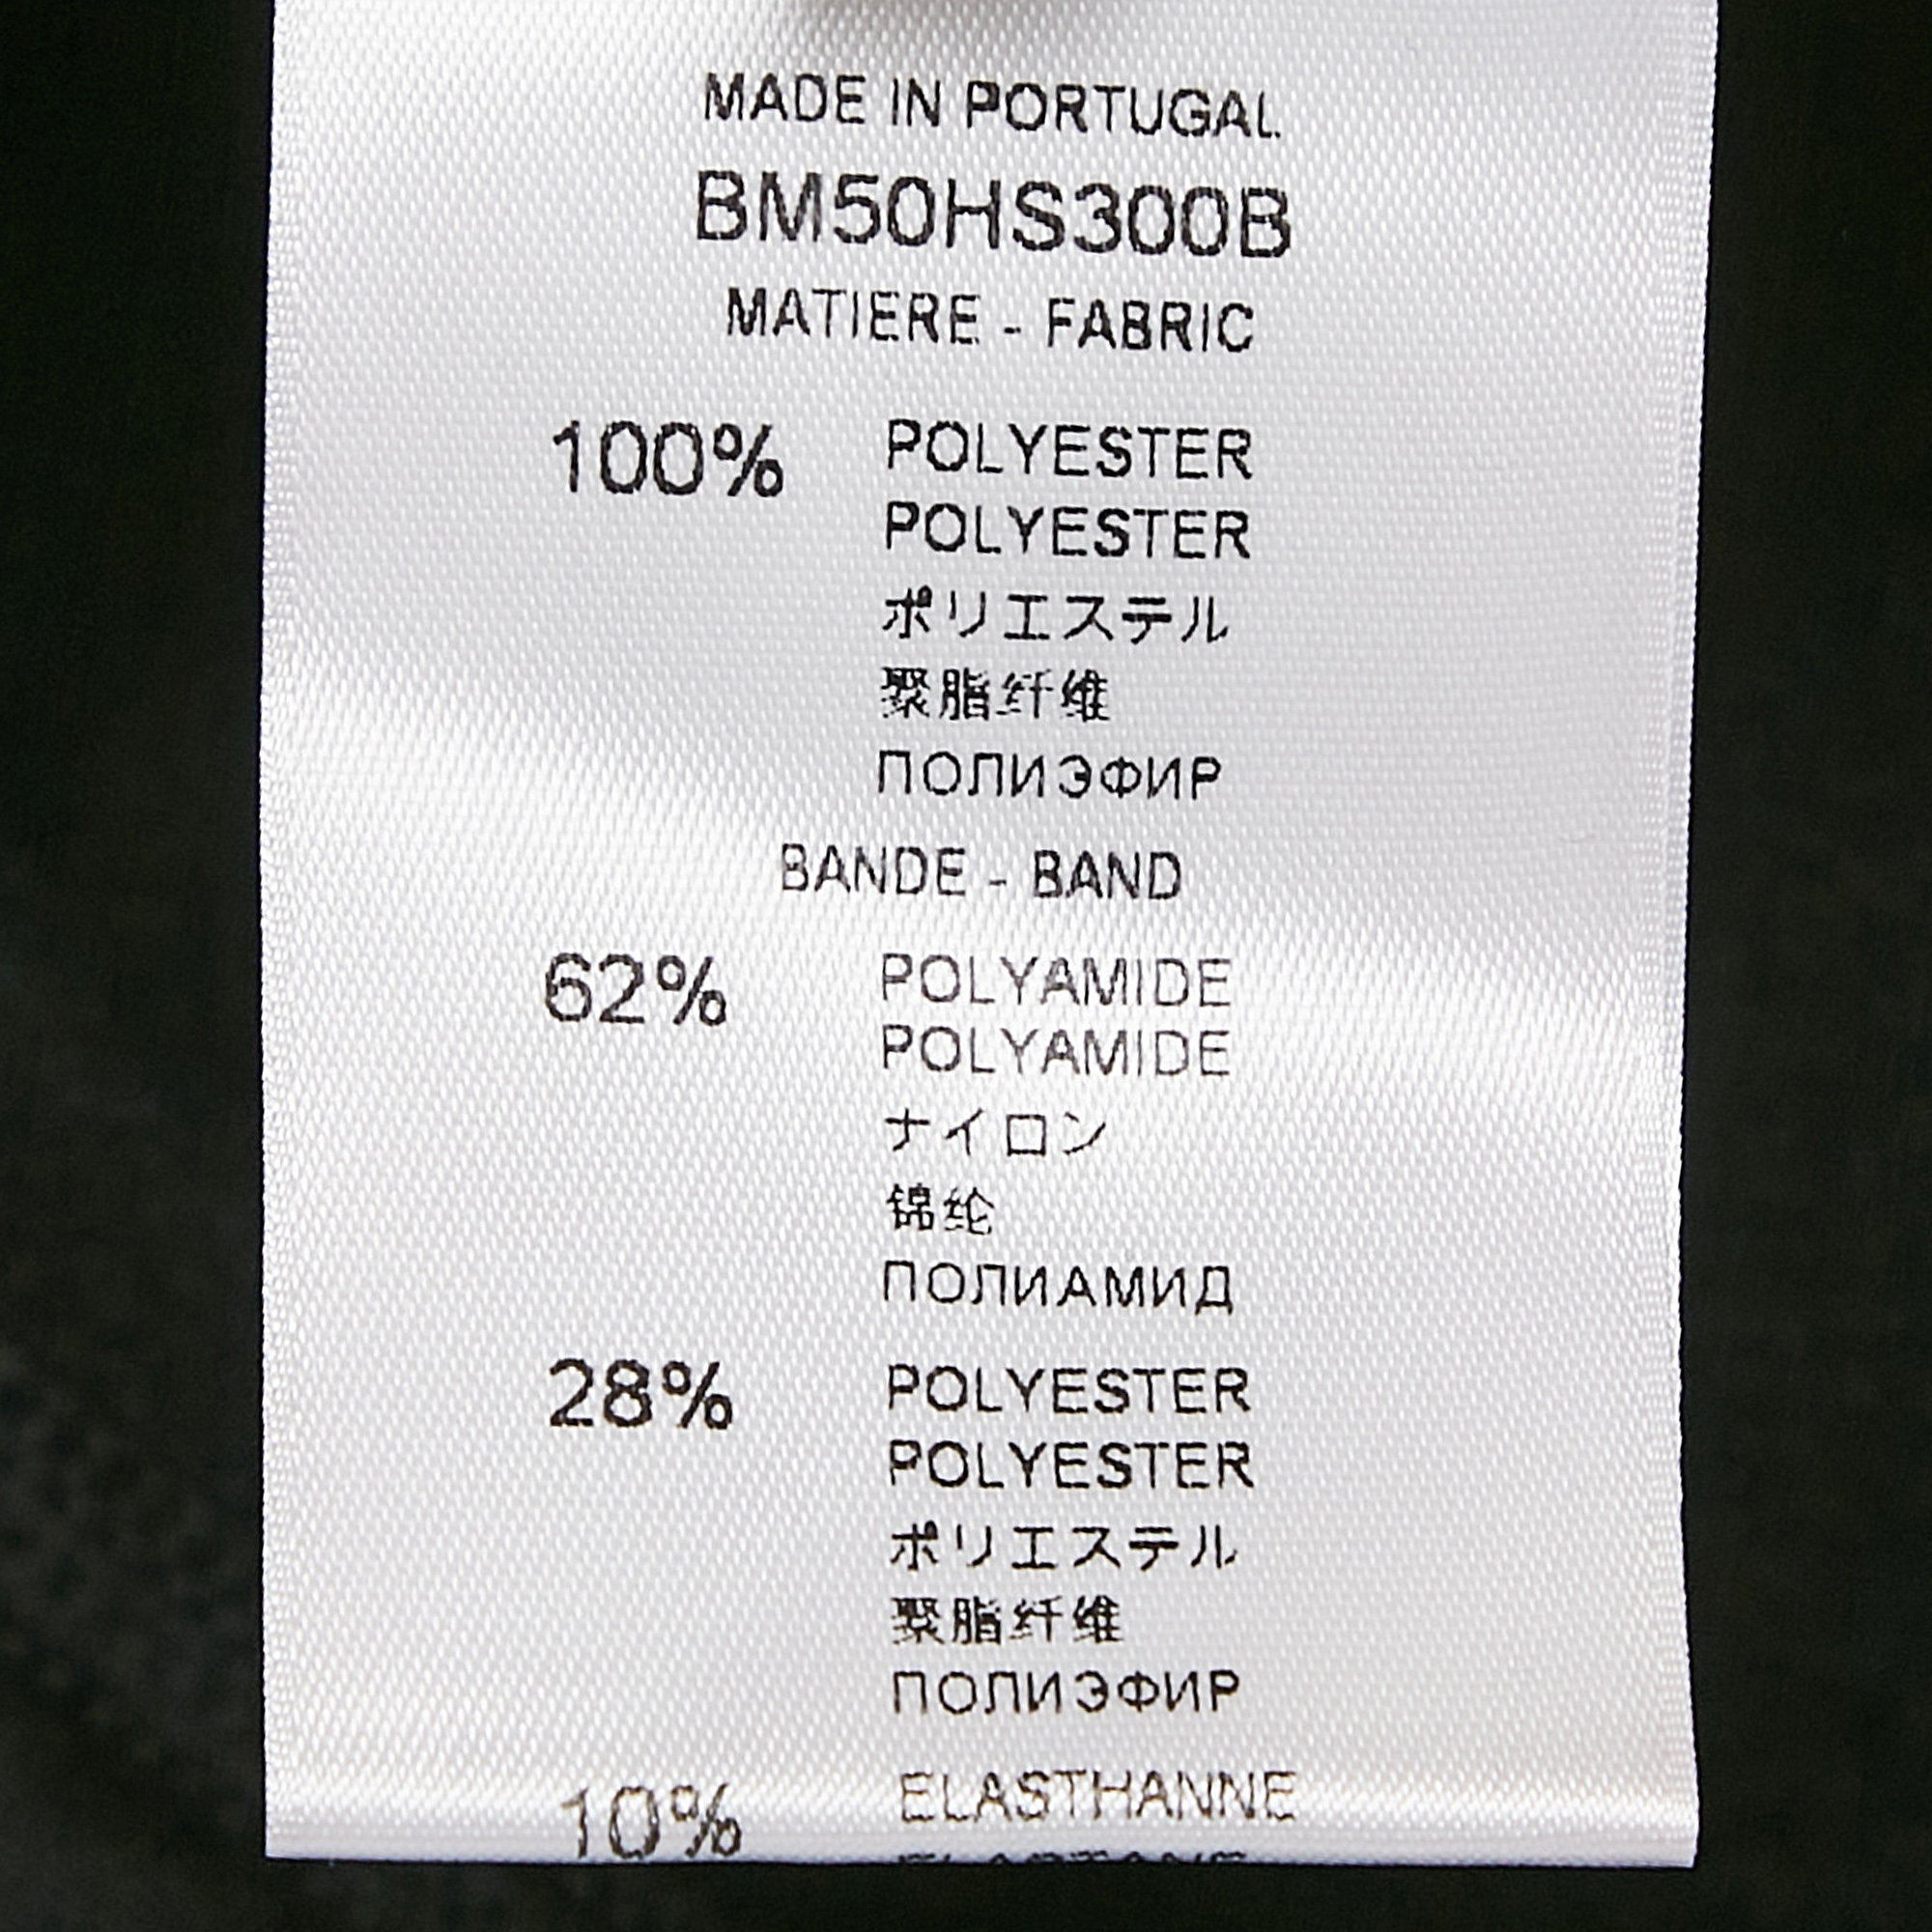 MADE IN PORTUGAL
BM50HS300B
MATIERE - FABRIC
100% POLYESTER
POLYESTER
ポリエステル
聚脂纤维
ПОЛИЭФИР
BANDE - BAND
62% POLYAMIDE
POLYAMIDE
ナイロン
锦纶
ПОЛИАМИД
28% POLYESTER
POLYESTER
ポリエステル
聚脂纤维
ПОЛИЭФИР
10% ELASTHANNE